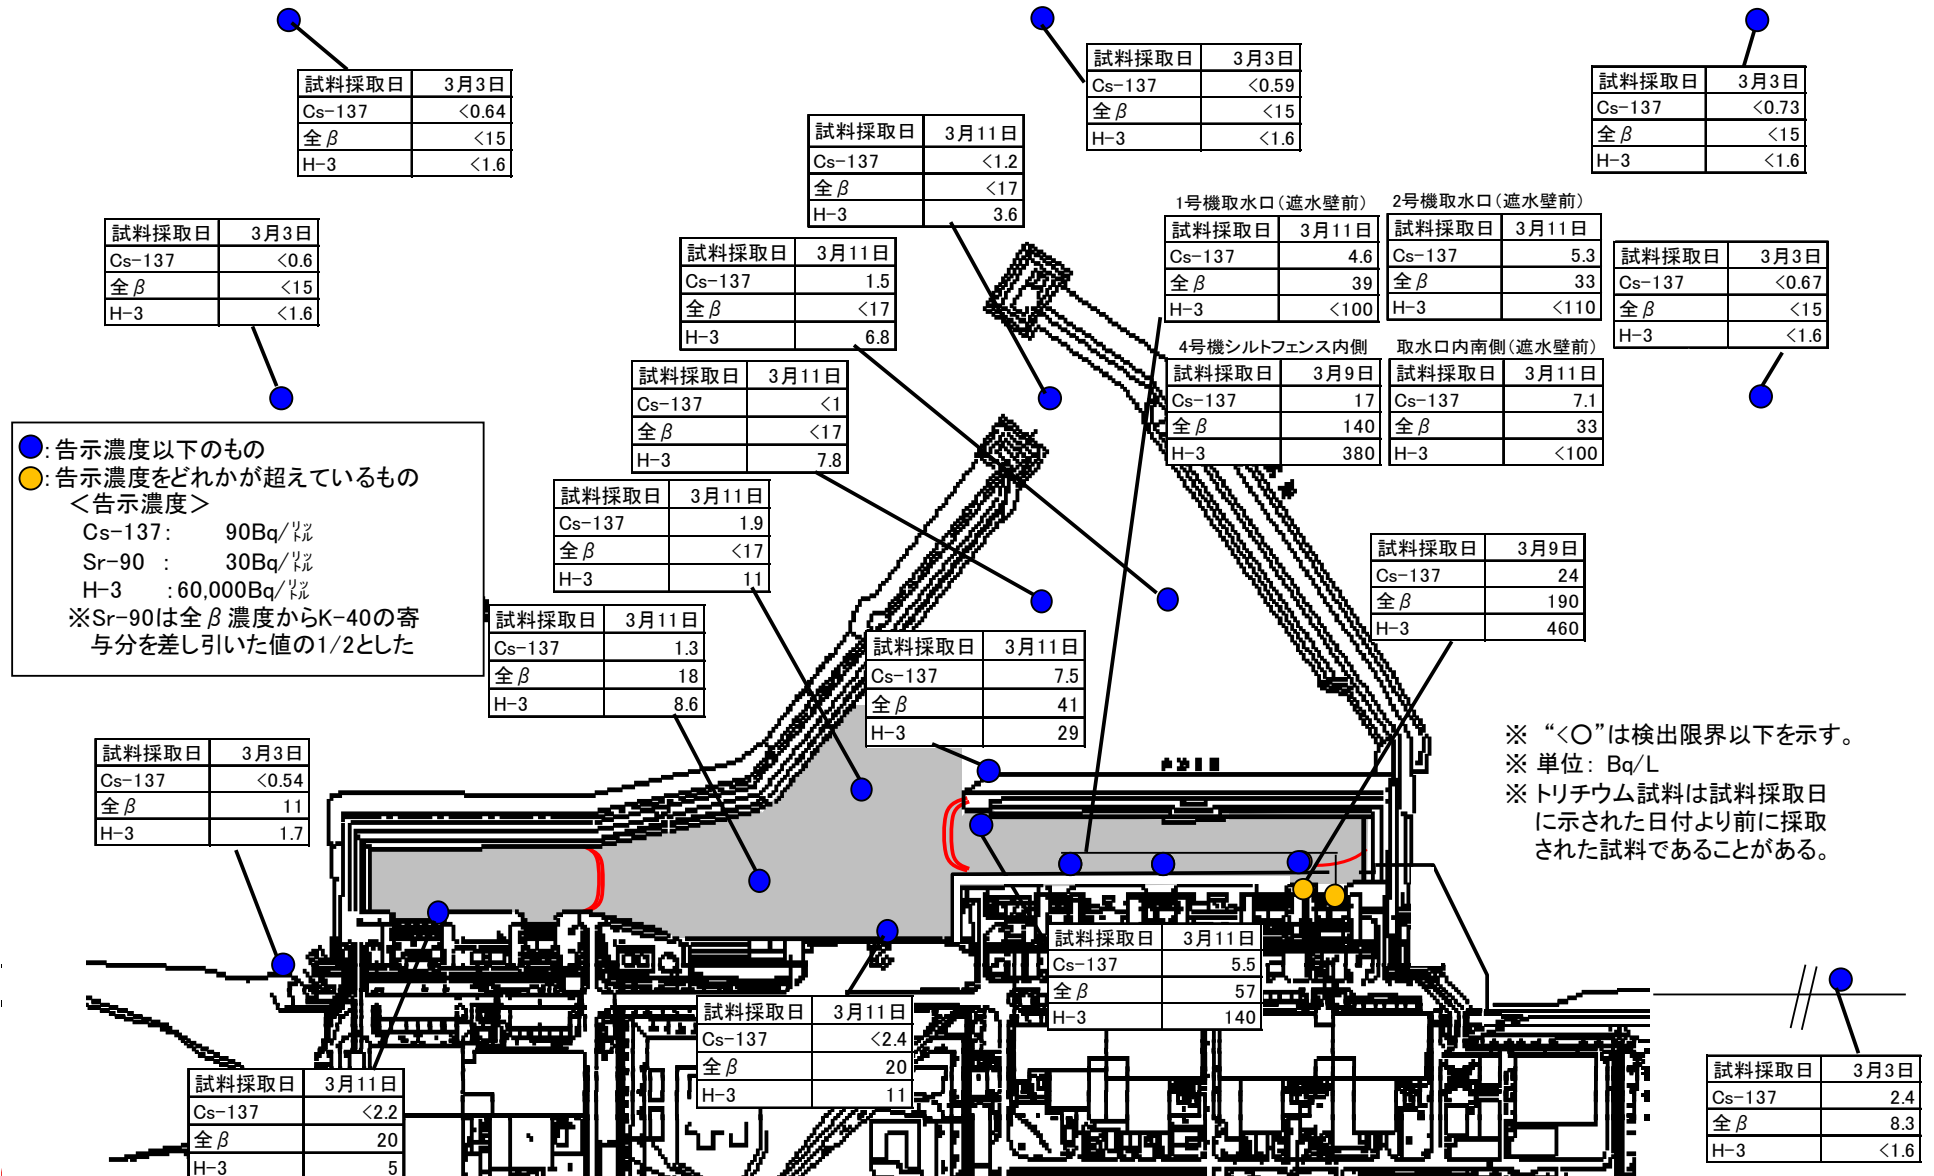 試料採取日 3月3日
Cs-137 <0.64
全β <15
H-3 <1.6
試料採取日 3月3日
Cs-137 <0.59
全β <15
H-3 <1.6
試料採取日 3月3日
Cs-137 <0.73
全β <15
H-3 <1.6
試料採取日 3月11日
Cs-137 <1.2
全β <17
H-3 3.6
試料採取日 3月3日
Cs-137 <0.6
全β <15
H-3 <1.6
試料採取日 3月11日
Cs-137 1.5
全β <17
H-3 6.8
1号機取水口(遮水壁前)
試料採取日 3月11日
Cs-137 4.6
全β 39
H-3 <100
2号機取水口(遮水壁前)
試料採取日 3月11日
Cs-137 5.3
全β 33
H-3 <110
試料採取日 3月3日
Cs-137 <0.67
全β <15
H-3 <1.6
4号機シルトフェンス内側
試料採取日 3月9日
Cs-137 17
全β 140
H-3 380
取水口内南側(遮水壁前)
試料採取日 3月11日
Cs-137 7.1
全β 33
H-3 <100
試料採取日 3月11日
Cs-137 <1
全β <17
H-3 7.8
:告示濃度以下のもの
:告示濃度をどれかが超えているもの
<告示濃度>
Cs-137: 90Bq/㍑
Sr-90 : 30Bq/㍑
H-3 :60,000Bq/㍑
※Sr-90は全β濃度からK-40の寄
与分を差し引いた値の1/2とした
試料採取日 3月11日
Cs-137 1.9
全β <17
H-3 11
試料採取日 3月9日
Cs-137 24
全β 190
H-3 460
試料採取日 3月11日
Cs-137 1.3
全β 18
H-3 8.6
試料採取日 3月11日
Cs-137 7.5
全β 41
H-3 29
※ “<○”は検出限界以下を示す。
※ 単位: Bq/L
※ トリチウム試料は試料採取日
に示された日付より前に採取
された試料であることがある。
試料採取日 3月3日
Cs-137 <0.54
全β 11
H-3 1.7
試料採取日 3月11日
Cs-137 5.5
全β 57
H-3 140
試料採取日 3月11日
Cs-137 <2.4
全β 20
H-3 11
試料採取日 3月11日
Cs-137 <2.2
全β 20
H-3 5
試料採取日 3月3日
Cs-137 2.4
全β 8.3
H-3 <1.6